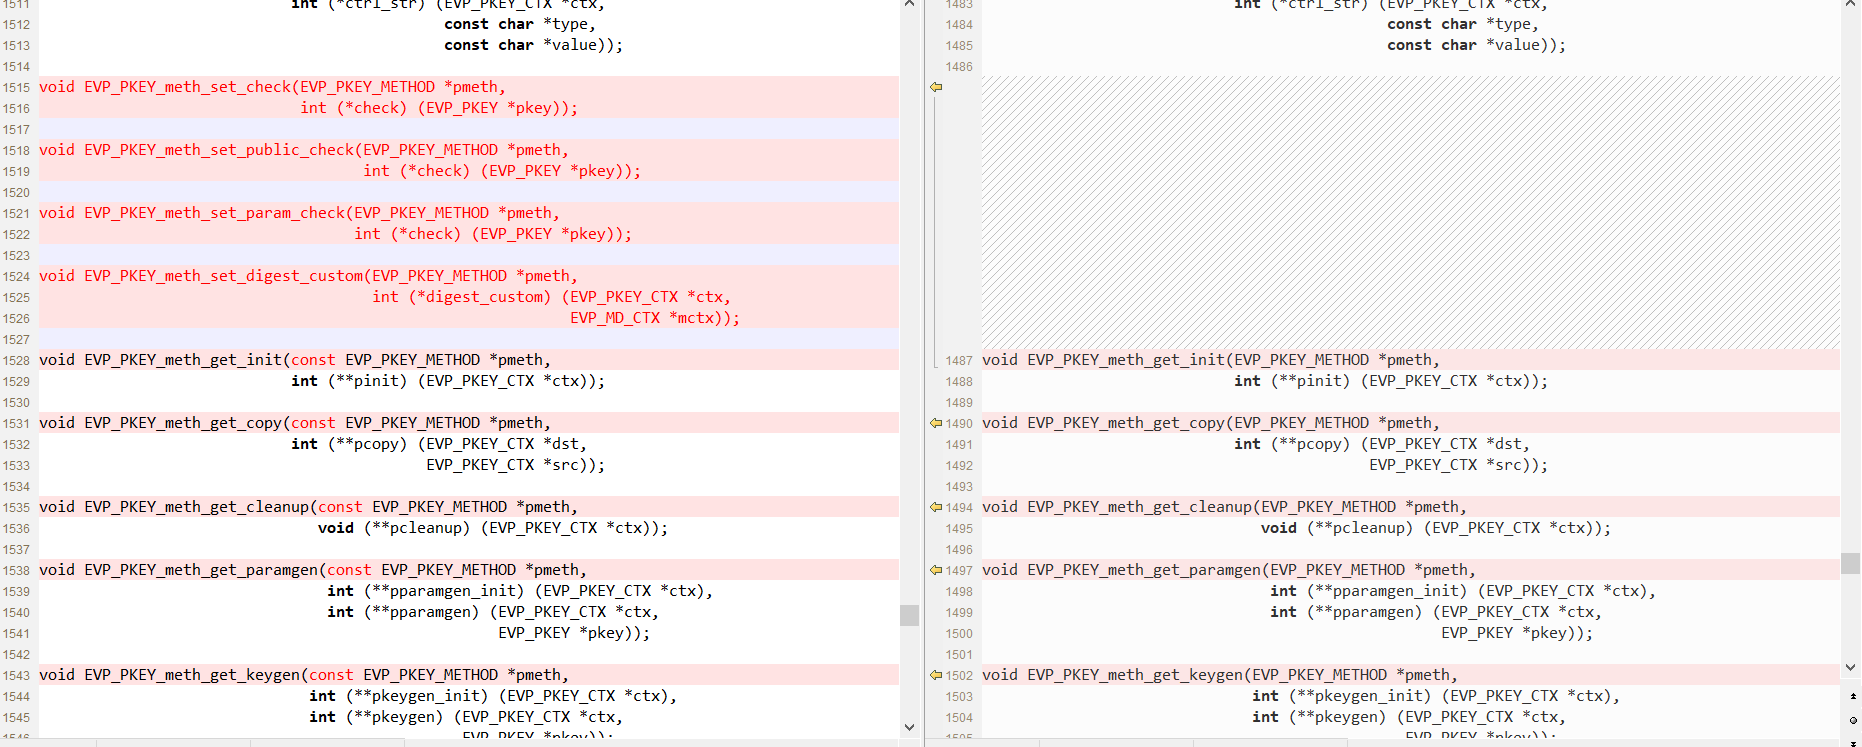 1511 int (*ctrl_str) (EVP_PKEY_CTX *ctx,
1512 const char *type,
1513 const char *value));
1514
1515 void EVP_PKEY_meth_set_check(EVP_PKEY_METHOD *pmeth,
1516 int (*check) (EVP_PKEY *pkey));
1517
1518 void EVP_PKEY_meth_set_public_check(EVP_PKEY_METHOD *pmeth,
1519 int (*check) (EVP_PKEY *pkey));
1520
1521 void EVP_PKEY_meth_set_param_check(EVP_PKEY_METHOD *pmeth,
1522 int (*check) (EVP_PKEY *pkey));
1523
1524 void EVP_PKEY_meth_set_digest_custom(EVP_PKEY_METHOD *pmeth,
1525 int (*digest_custom) (EVP_PKEY_CTX *ctx,
1526 EVP_MD_CTX *mctx));
1527
1528 void EVP_PKEY_meth_get_init(const EVP_PKEY_METHOD *pmeth,
1529 int (**pinit) (EVP_PKEY_CTX *ctx));
1530
1531 void EVP_PKEY_meth_get_copy(const EVP_PKEY_METHOD *pmeth,
1532 int (**pcopy) (EVP_PKEY_CTX *dst,
1533 EVP_PKEY_CTX *src));
1534
1535 void EVP_PKEY_meth_get_cleanup(const EVP_PKEY_METHOD *pmeth,
1536 void (**pcleanup) (EVP_PKEY_CTX *ctx));
1537
1538 void EVP_PKEY_meth_get_paramgen(const EVP_PKEY_METHOD *pmeth,
1539 int (**pparamgen_init) (EVP_PKEY_CTX *ctx),
1540 int (**pparamgen) (EVP_PKEY_CTX *ctx,
1541 EVP_PKEY *pkey));
1542
1543 void EVP_PKEY_meth_get_keygen(const EVP_PKEY_METHOD *pmeth,
1544 int (**pkeygen_init) (EVP_PKEY_CTX *ctx),
1545 int (**pkeygen) (EVP_PKEY_CTX *ctx,
1546 EVP_PKEY *pkey));
1483 int (*ctrl_str) (EVP_PKEY_CTX *ctx,
1484 const char *type,
1485 const char *value));
1486
1487 void EVP_PKEY_meth_get_init(EVP_PKEY_METHOD *pmeth,
1488 int (**pinit) (EVP_PKEY_CTX *ctx));
1489
1490 void EVP_PKEY_meth_get_copy(EVP_PKEY_METHOD *pmeth,
1491 int (**pcopy) (EVP_PKEY_CTX *dst,
1492 EVP_PKEY_CTX *src));
1493
1494 void EVP_PKEY_meth_get_cleanup(EVP_PKEY_METHOD *pmeth,
1495 void (**pcleanup) (EVP_PKEY_CTX *ctx));
1496
1497 void EVP_PKEY_meth_get_paramgen(EVP_PKEY_METHOD *pmeth,
1498 int (**pparamgen_init) (EVP_PKEY_CTX *ctx),
1499 int (**pparamgen) (EVP_PKEY_CTX *ctx,
1500 EVP_PKEY *pkey));
1501
1502 void EVP_PKEY_meth_get_keygen(EVP_PKEY_METHOD *pmeth,
1503 int (**pkeygen_init) (EVP_PKEY_CTX *ctx),
1504 int (**pkeygen) (EVP_PKEY_CTX *ctx,
1505 EVP_PKEY *pkey));